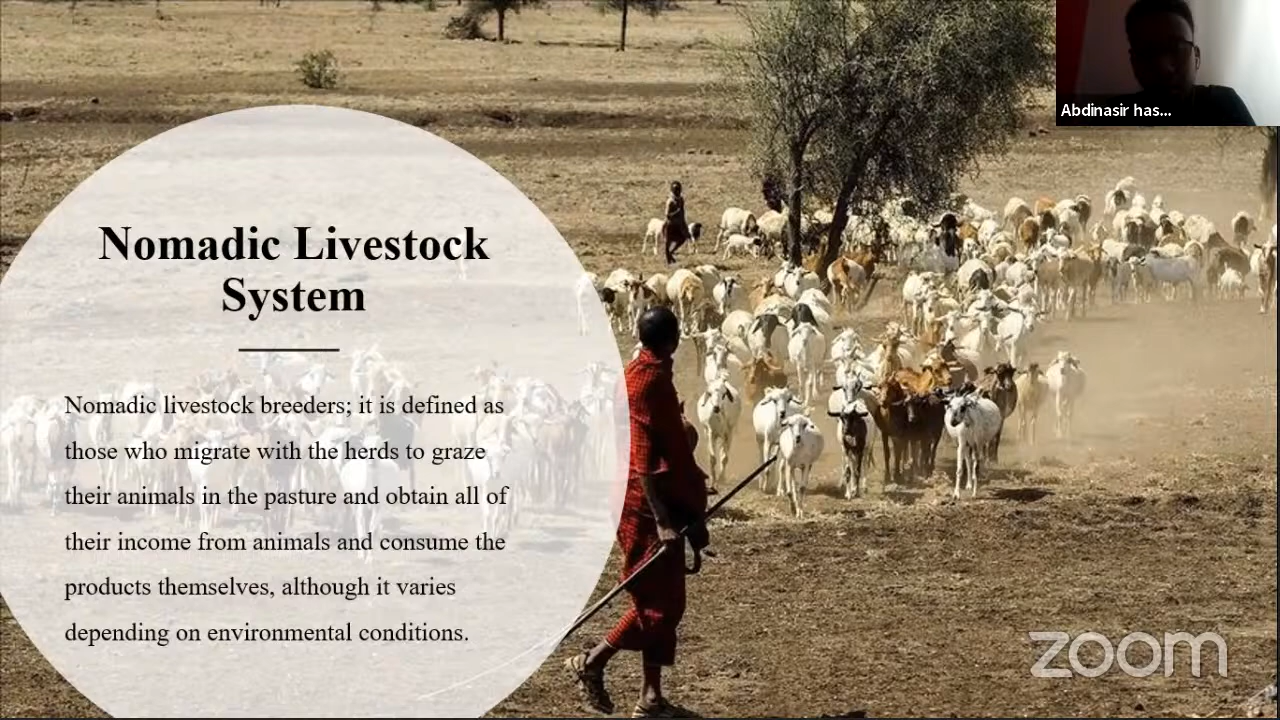 Abdinasir has...
Nomadic Livestock
System
Nomadic livestock breeders; it is defined as
those who migrate with the herds to graze
their animals in the pasture and obtain all of
their income from animals and consume the
products themselves, although it varies
depending on environmental conditions.
zoom